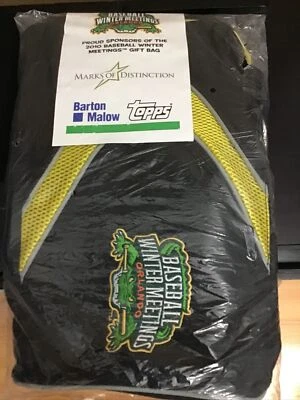 BASEBALL
WINTER MEETINGS
PROUD SPONSORS OF THE
2010 BASEBALL WINTER
MEETINGS™ GIFT BAG
MARKS OF DISTINCTION
Barton
Malow
TOPPS
BASEBALL
WINTER MEETINGS
ORLANDO